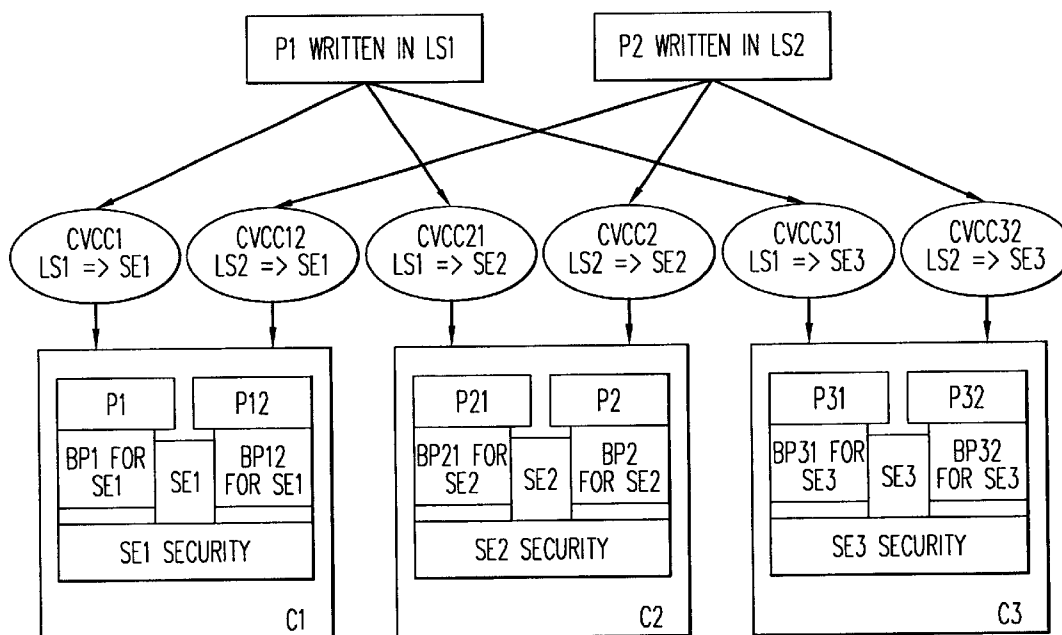 P1 WRITTEN IN LS1
P2 WRITTEN IN LS2
CVCC1
LS1 => SE1
CVCC12
LS2 => SE1
CVCC21
LS1 => SE2
CVCC2
LS2 => SE2
CVCC31
LS1 => SE3
CVCC32
LS2 => SE3
P1
P12
BP1 FOR
SE1
SE1
BP12
FOR SE1
SE1 SECURITY
C1
P21
P2
BP21 FOR
SE2
SE2
BP2
FOR SE2
SE2 SECURITY
C2
P31
P32
BP31 FOR
SE3
SE3
BP32
FOR SE3
SE3 SECURITY
C3